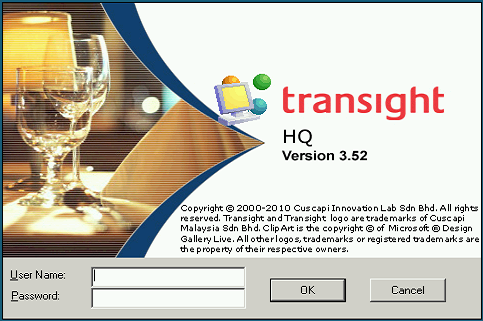 transight
HQ
Version 3.52
Copyright © 2000-2010 Cuscapi Innovation Lab Sdn Bhd. All rights
reserved. Transight and Transight logo are trademarks of Cuscapi
Malaysia Sdn Bhd. ClipArt is the copyright © of Microsoft ® Design
Gallery Live. All other logos, trademarks or registered trademark are
the property of their respective owners.
User Name:
Password:
OK
Cancel